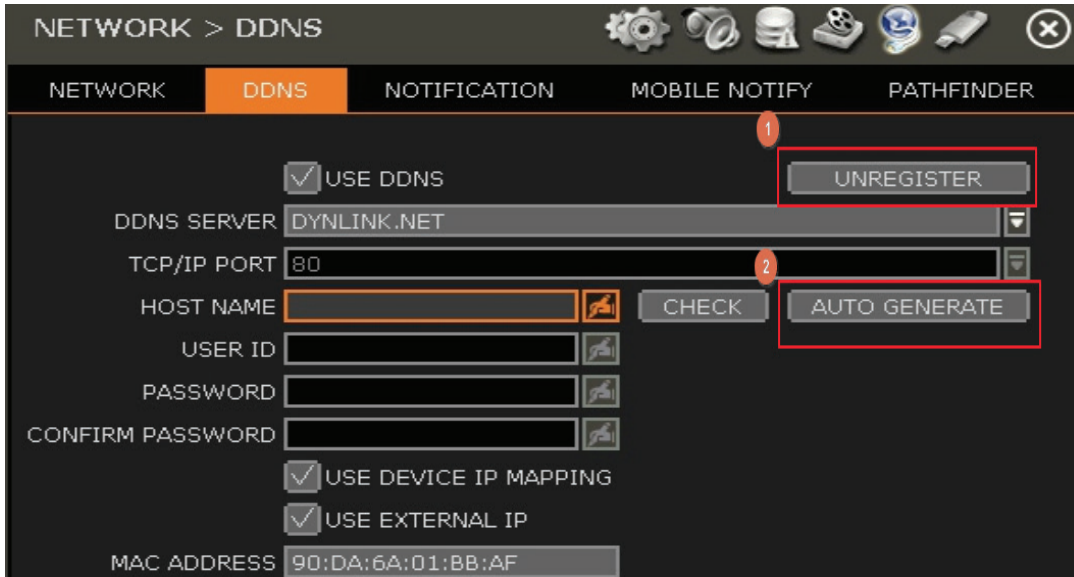 NETWORK > DDNS
NETWORK DDNS NOTIFICATION MOBILE NOTIFY PATHFINDER
1
USE DDNS UNREGISTER
DDNS SERVER DYNLINK.NET
TCP/IP PORT 80
2
HOST NAME CHECK AUTO GENERATE
USER ID
PASSWORD
CONFIRM PASSWORD
USE DEVICE IP MAPPING
USE EXTERNAL IP
MAC ADDRESS 90:DA:6A:01:BB:AF